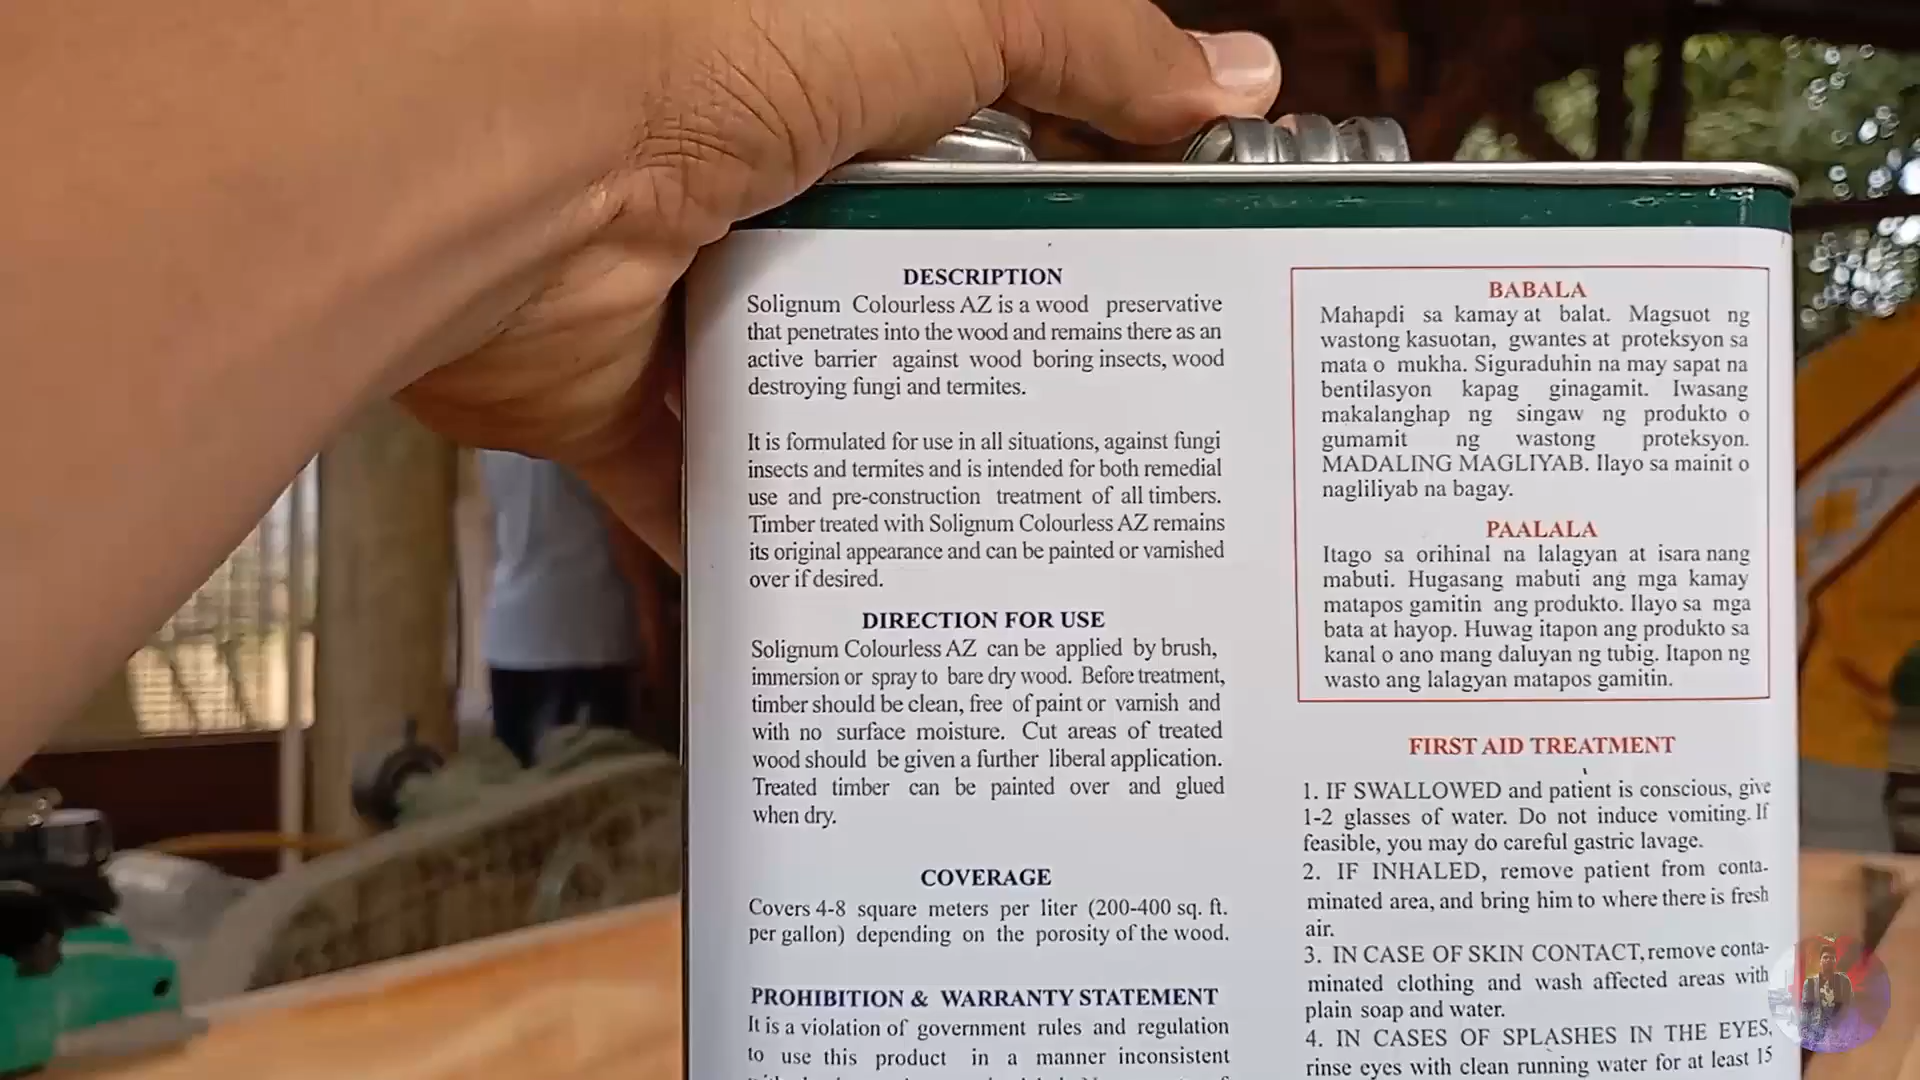 DESCRIPTION
Solignum Colourless AZ is a wood preservative
that penetrates into the wood and remains there as an
active barrier against wood boring insects, wood
destroying fungi and termites.
It is formulated for use in all situations, against fungi
insects and termites and is intended for both remedial
use and pre-construction treatment of all timbers.
Timber treated with Solignum Colourless AZ remains
its original appearance and can be painted or varnished
over if desired.
DIRECTION FOR USE
Solignum Colourless AZ can be applied by brush,
immersion or spray to bare dry wood. Before treatment,
timber should be clean, free of paint or varnish and
with no surface moisture. Cut areas of treated
wood should be given a further liberal application.
Treated timber can be painted over and glued
when dry.
COVERAGE
Covers 4-8 square meters per liter (200-400 sq. ft.
per gallon) depending on the porosity of the wood.
PROHIBITION & WARRANTY STATEMENT
It is a violation of government rules and regulation
to use this product in a manner inconsistent
BABALA
Mahapdi sa kamay at balat. Magsuot ng
wastong kasuotan, gwantes at proteksyon sa
mata o mukha. Siguraduhin na may sapat na
bentilasyon kapag ginagamit. Iwasang
makalanghap ng singaw ng produkto o
gumamit ng wastong proteksyon.
MADALING MAGLIYAB. Ilayo sa mainit o
nagliliyab na bagay.
PAALALA
Itago sa orihinal na lalagyan at isara nang
mabuti. Hugasang mabuti ang mga kamay
matapos gamitin ang produkto. Ilayo sa mga
bata at hayop. Huwag itapon ang produkto sa
kanal o ano mang daluyan ng tubig. Itapon ng
wasto ang lalagyan matapos gamitin.
FIRST AID TREATMENT
1. IF SWALLOWED and patient is conscious, give
1-2 glasses of water. Do not induce vomiting. If
feasible, you may do careful gastric lavage.
2. IF INHALED, remove patient from conta-
minated area, and bring him to where there is fresh
air.
3. IN CASE OF SKIN CONTACT, remove conta-
minated clothing and wash affected areas with
plain soap and water.
4. IN CASES OF SPLASHES IN THE EYES,
rinse eyes with clean running water for at least 15